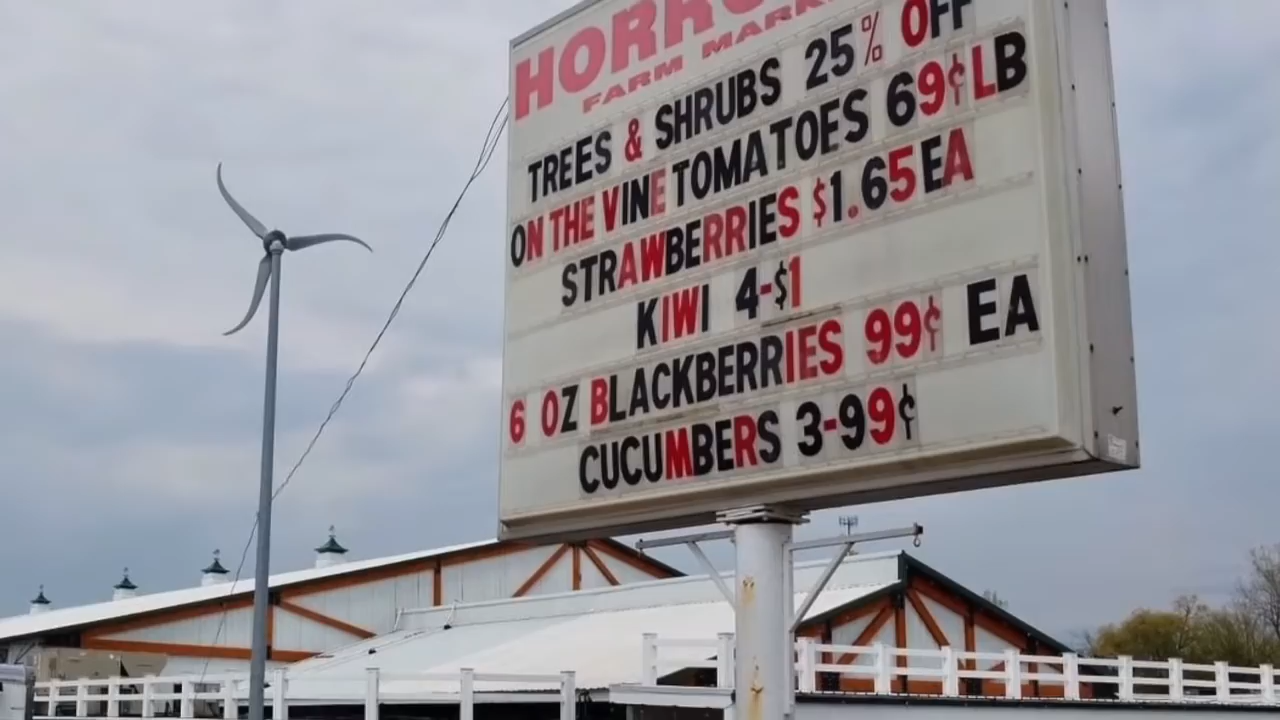 FARM
TREES & SHRUBS 25% OFF
ON THE VINE TOMATOES 69¢ LB
STRAWBERRIES $1.65 EA
KIWI 4-$1
6 OZ BLACKBERRIES 99¢ EA
CUCUMBERS 3-99¢